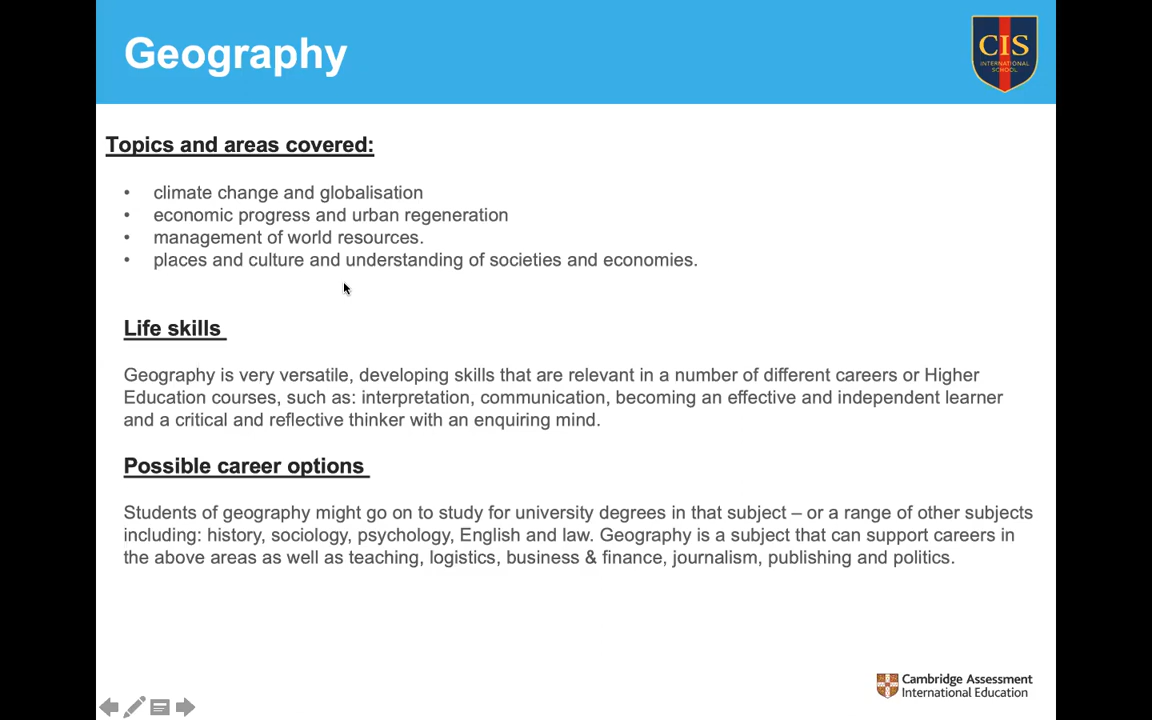 Geography
CIS
INTERNATIONAL
SCHOOL
Topics and areas covered:
• climate change and globalisation
• economic progress and urban regeneration
• management of world resources.
• places and culture and understanding of societies and economies.
Life skills
Geography is very versatile, developing skills that are relevant in a number of different careers or Higher
Education courses, such as: interpretation, communication, becoming an effective and independent learner
and a critical and reflective thinker with an enquiring mind.
Possible career options
Students of geography might go on to study for university degrees in that subject – or a range of other subjects
including: history, sociology, psychology, English and law. Geography is a subject that can support careers in
the above areas as well as teaching, logistics, business & finance, journalism, publishing and politics.
Cambridge Assessment
International Education